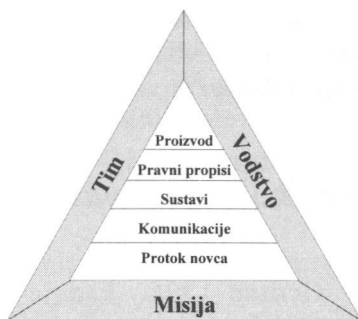 Proizvod
Tim
Vodstvo
Pravni propisi
Sustavi
Komunikacije
Protok novca
Misija